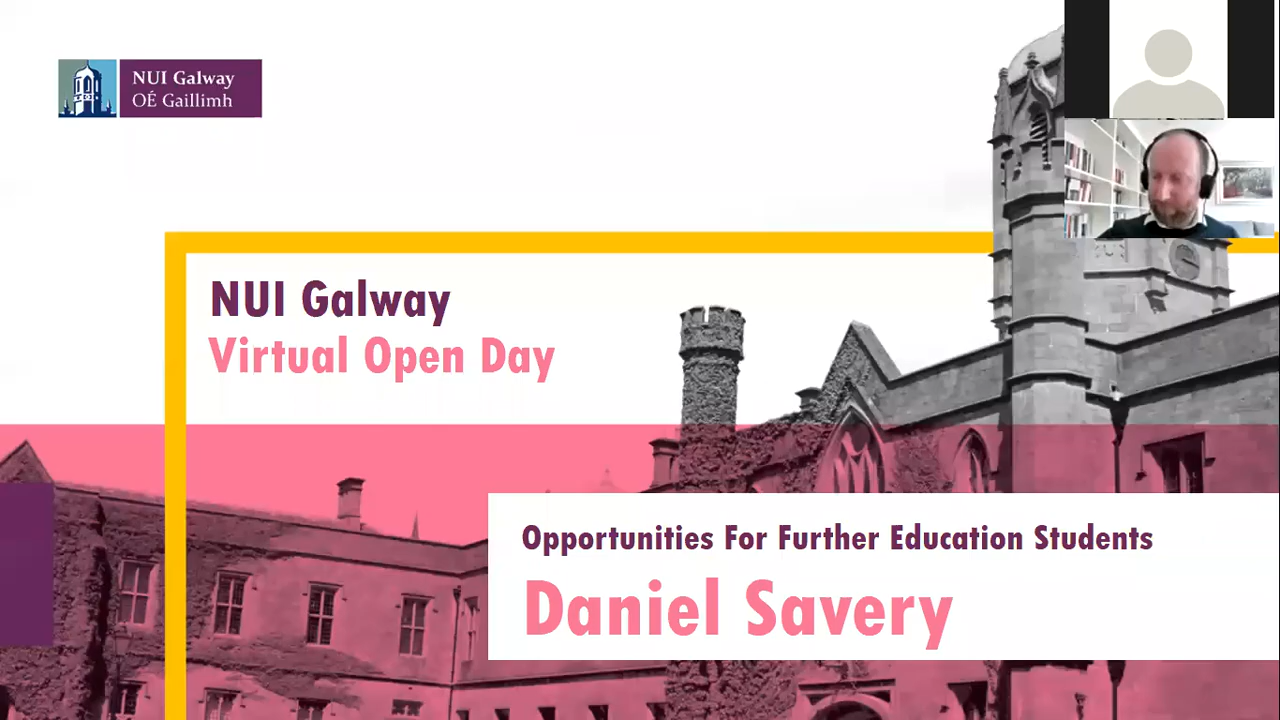 NUI Galway
OÉ Gaillimh
NUI Galway
Virtual Open Day
Opportunities For Further Education Students
Daniel Savery